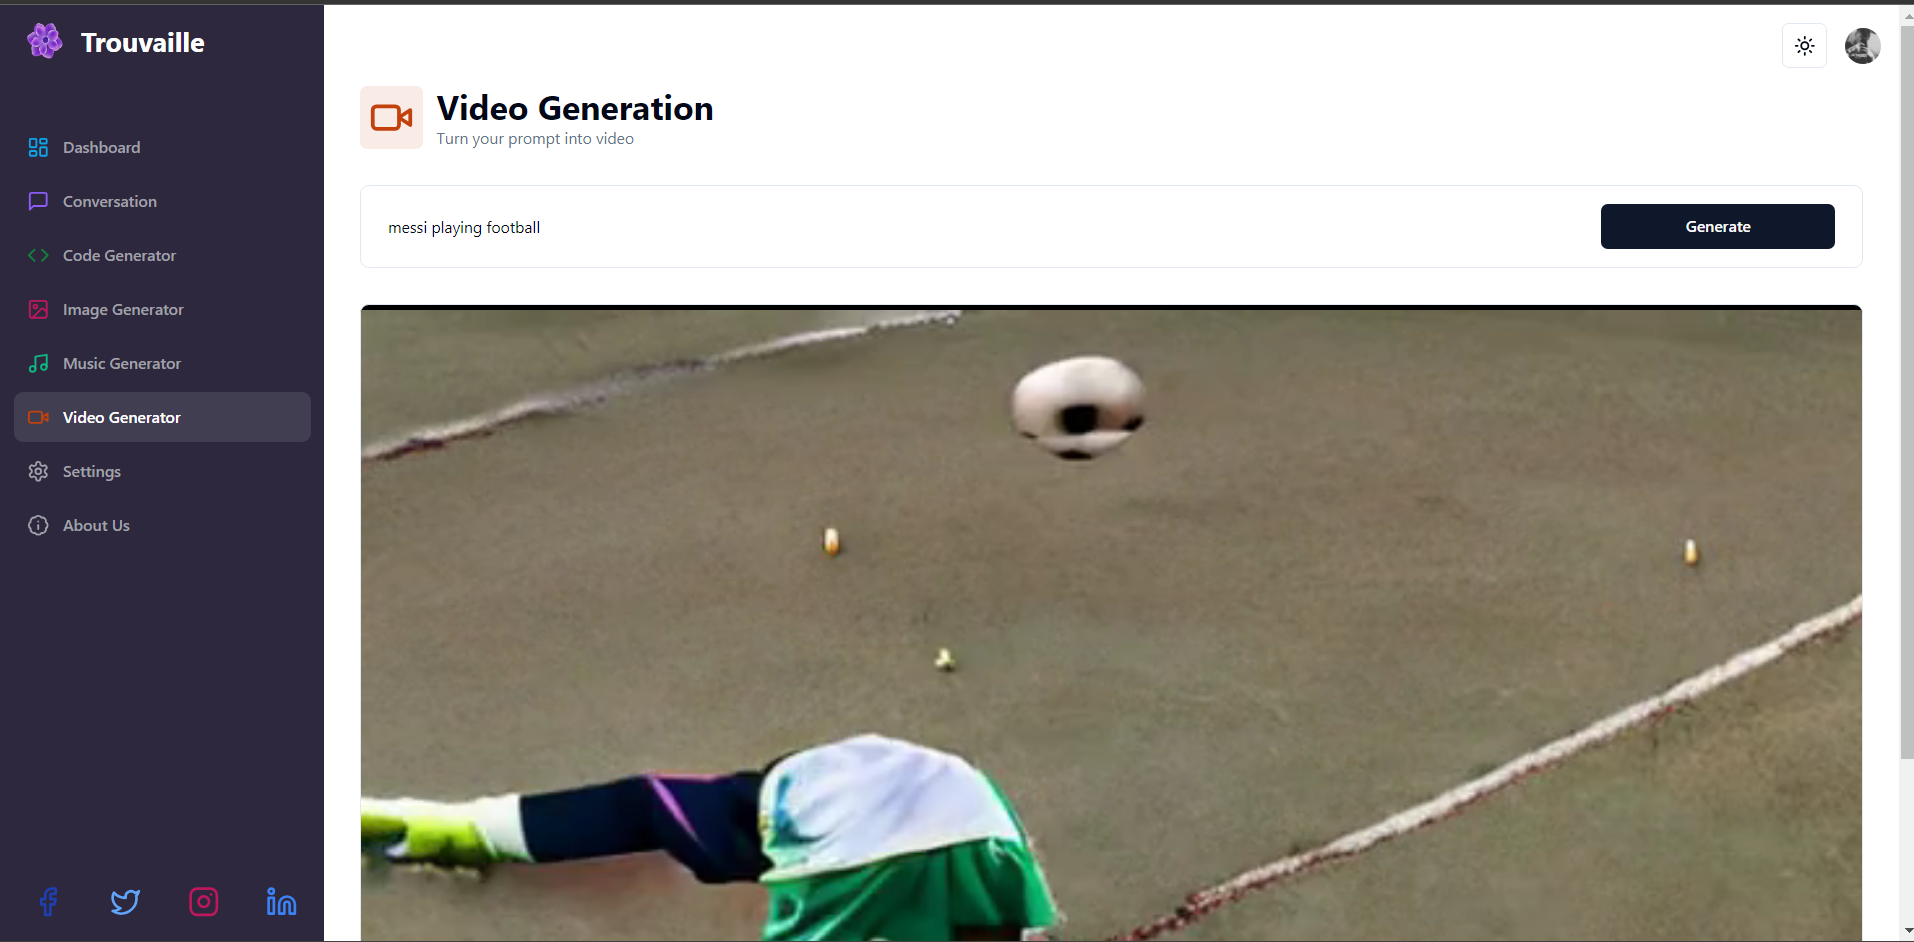 Trouvaille
Dashboard
Conversation
Code Generator
Image Generator
Music Generator
Video Generator
Settings
About Us
Video Generation
Turn your prompt into video
messi playing football
Generate